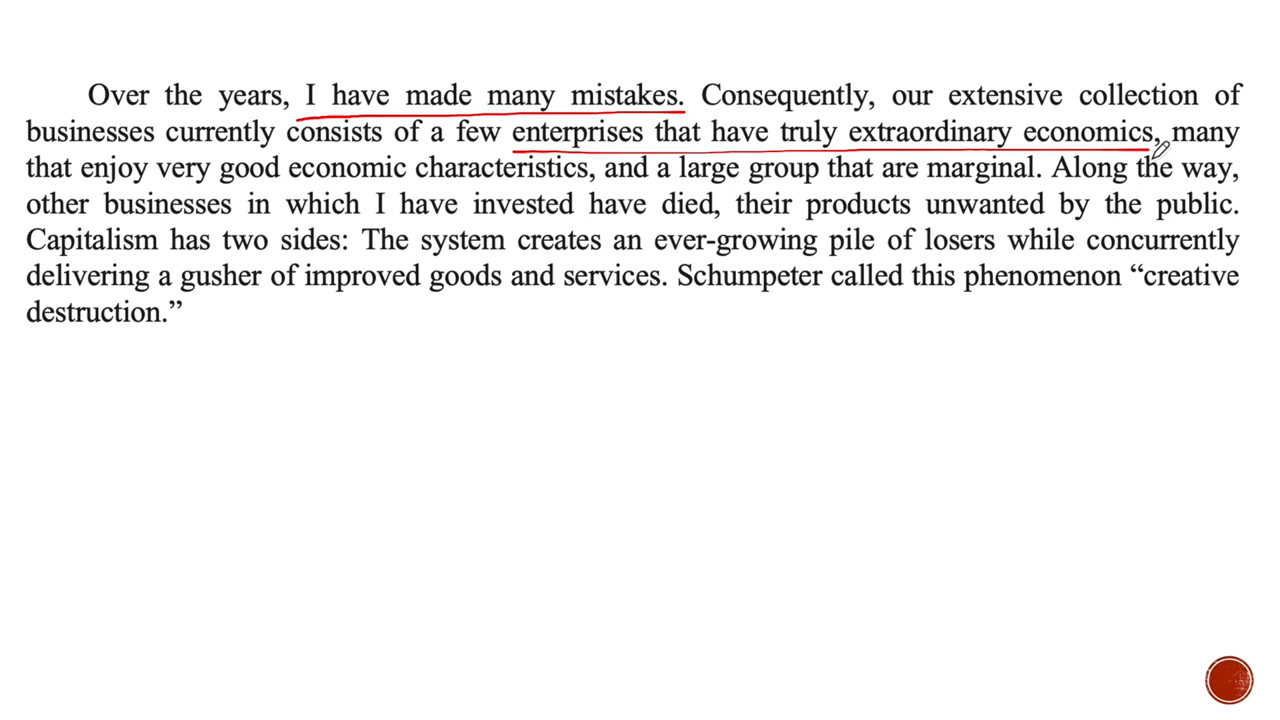 Over the years, I have made many mistakes. Consequently, our extensive collection of
businesses currently consists of a few enterprises that have truly extraordinary economics, many
that enjoy very good economic characteristics, and a large group that are marginal. Along the way,
other businesses in which I have invested have died, their products unwanted by the public.
Capitalism has two sides: The system creates an ever-growing pile of losers while concurrently
delivering a gusher of improved goods and services. Schumpeter called this phenomenon “creative
destruction.”